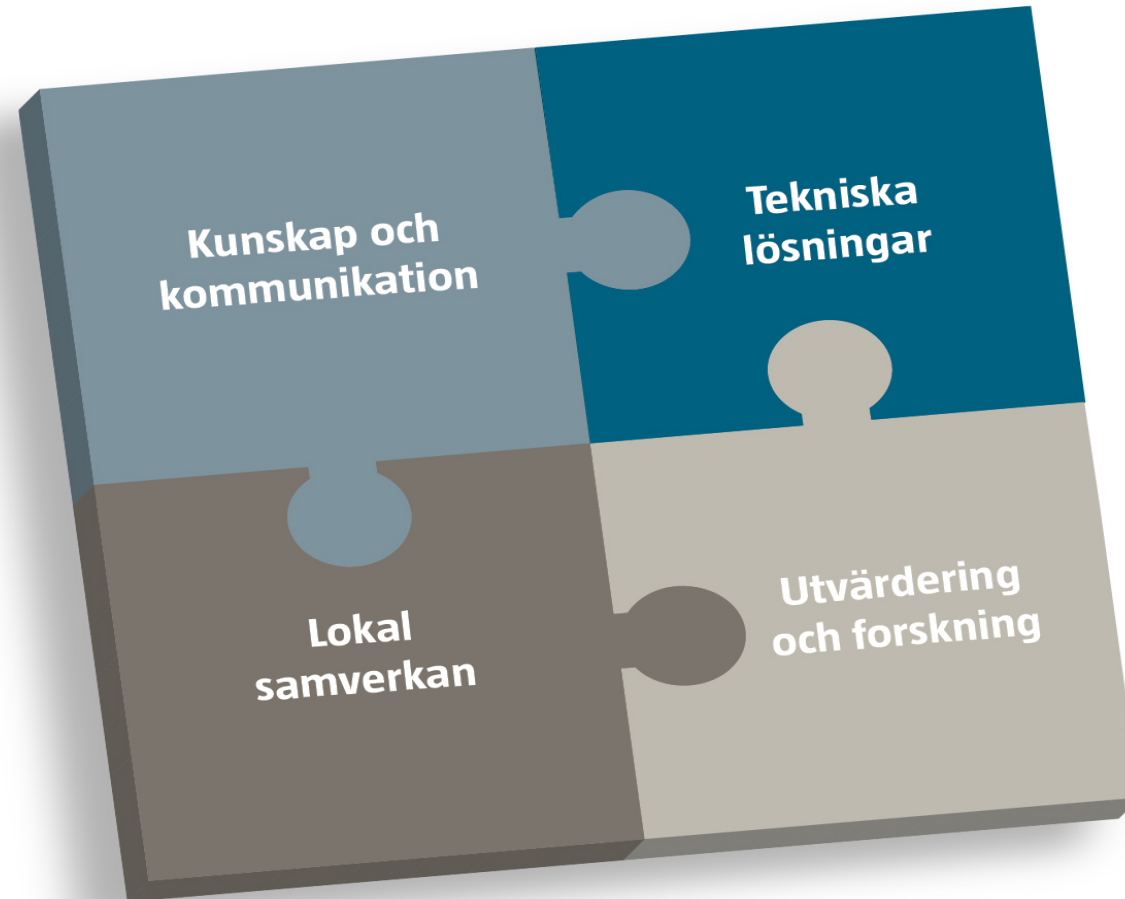 Kunskap och
kommunikation
Tekniska
lösningar
Lokal
samverkan
Utvärdering
och forskning